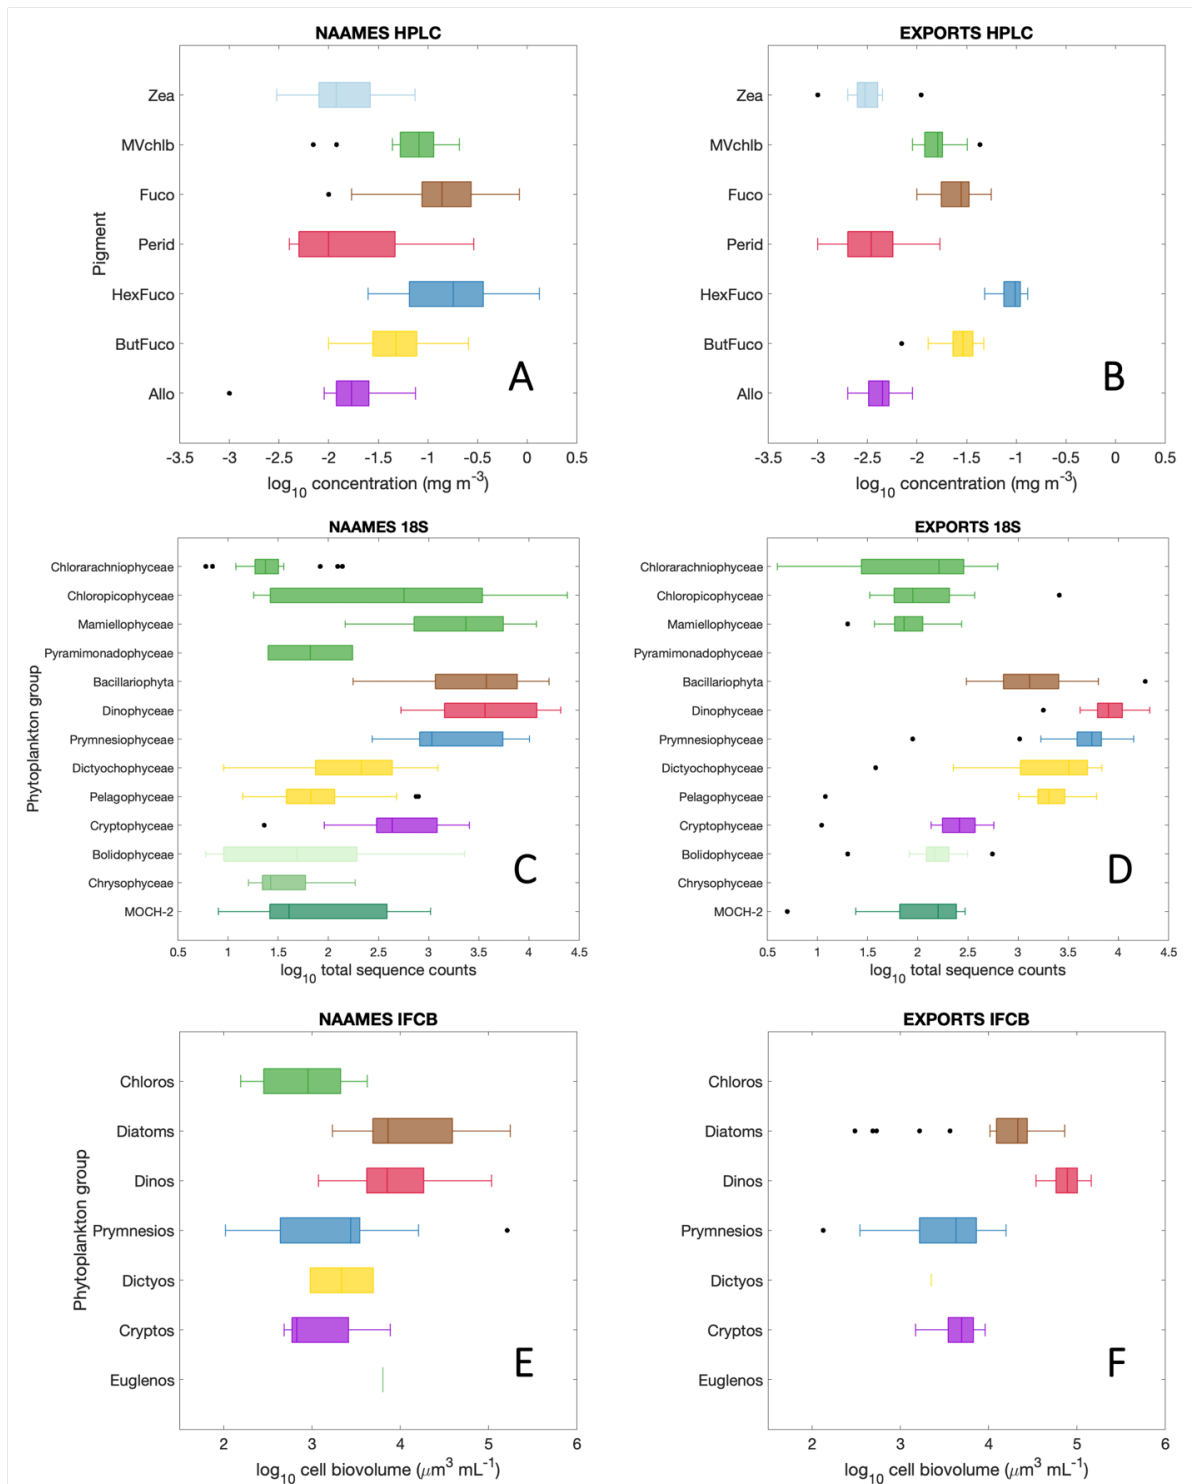 NAAMES HPLC
Pigment
Zea
MVchlb
Fuco
Perid
HexFuco
ButFuco
Allo
A
-3.5 -3 -2.5 -2 -1.5 -1 -0.5 0 0.5
log10 concentration (mg m-3)
EXPORTS HPLC
Zea
MVchlb
Fuco
Perid
HexFuco
ButFuco
Allo
B
-3.5 -3 -2.5 -2 -1.5 -1 -0.5 0 0.5
log10 concentration (mg m-3)
NAAMES 18S
Phytoplankton group
Chlorarachniophyceae
Chloropicophyceae
Mamiellophyceae
Pyramimonadophyceae
Bacillariophyta
Dinophyceae
Prymnesiophyceae
Dictyochophyceae
Pelagophyceae
Cryptophyceae
Bolidophyceae
Chrysophyceae
MOCH-2
C
0.5 1 1.5 2 2.5 3 3.5 4 4.5
log10 total sequence counts
EXPORTS 18S
Chlorarachniophyceae
Chloropicophyceae
Mamiellophyceae
Pyramimonadophyceae
Bacillariophyta
Dinophyceae
Prymnesiophyceae
Dictyochophyceae
Pelagophyceae
Cryptophyceae
Bolidophyceae
Chrysophyceae
MOCH-2
D
0.5 1 1.5 2 2.5 3 3.5 4 4.5
log10 total sequence counts
NAAMES IFCB
Phytoplankton group
Chloros
Diatoms
Dinos
Prymnesios
Dictyos
Cryptos
Euglenos
E
2 3 4 5 6
log10 cell biovolume (μm3 mL-1)
EXPORTS IFCB
Chloros
Diatoms
Dinos
Prymnesios
Dictyos
Cryptos
Euglenos
F
2 3 4 5 6
log10 cell biovolume (μm3 mL-1)